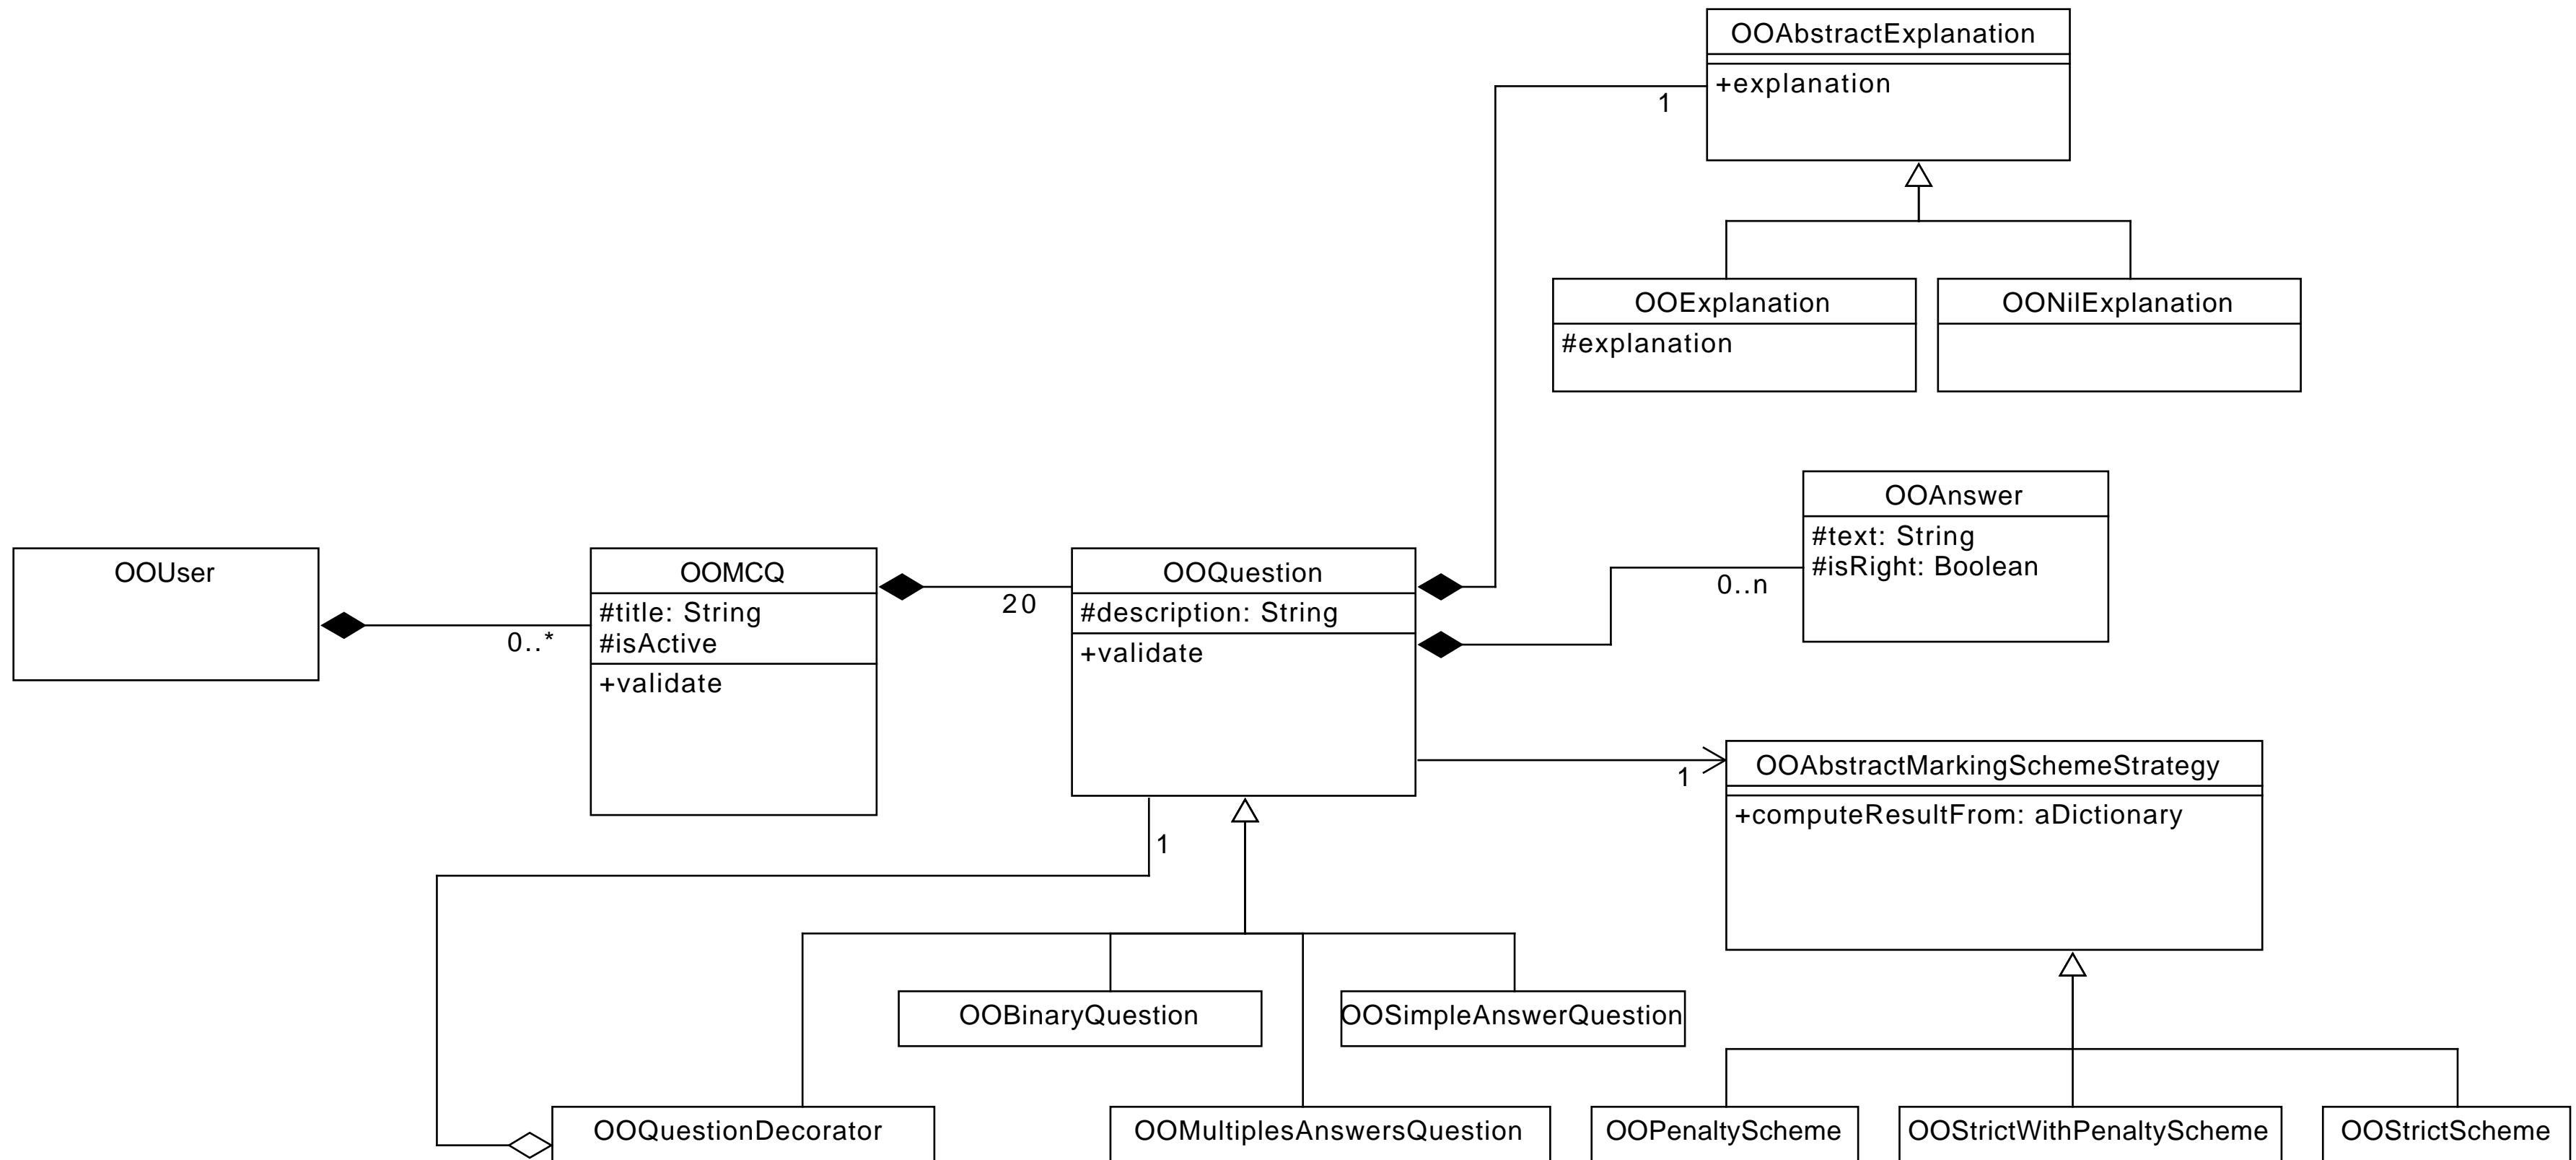 OOAbstractExplanation
+explanation
1
OOExplanation
#explanation
OONilExplanation
OOAnswer
#text: String
#isRight: Boolean
0..n
OOUser
0..*
OOMCQ
#title: String
#isActive
+validate
20
OOQuestion
#description: String
+validate
1
OOAbstractMarkingSchemeStrategy
+computeResultFrom: aDictionary
1
OOBinaryQuestion
OOSimpleAnswerQuestion
OOQuestionDecorator
OOMultiplesAnswersQuestion
OOPenaltyScheme
OOStrictWithPenaltyScheme
OOStrictScheme